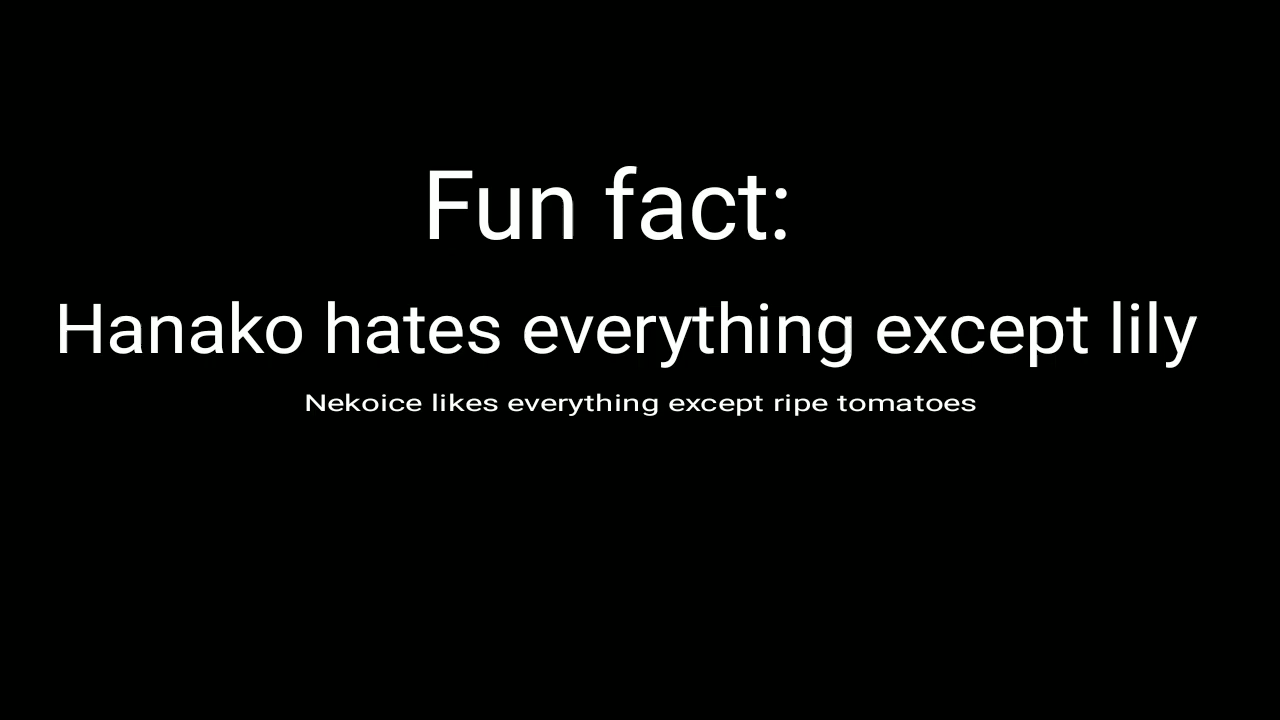 Fun fact:
Hanako hates everything except lily
Nekoice likes everything except ripe tomatoes